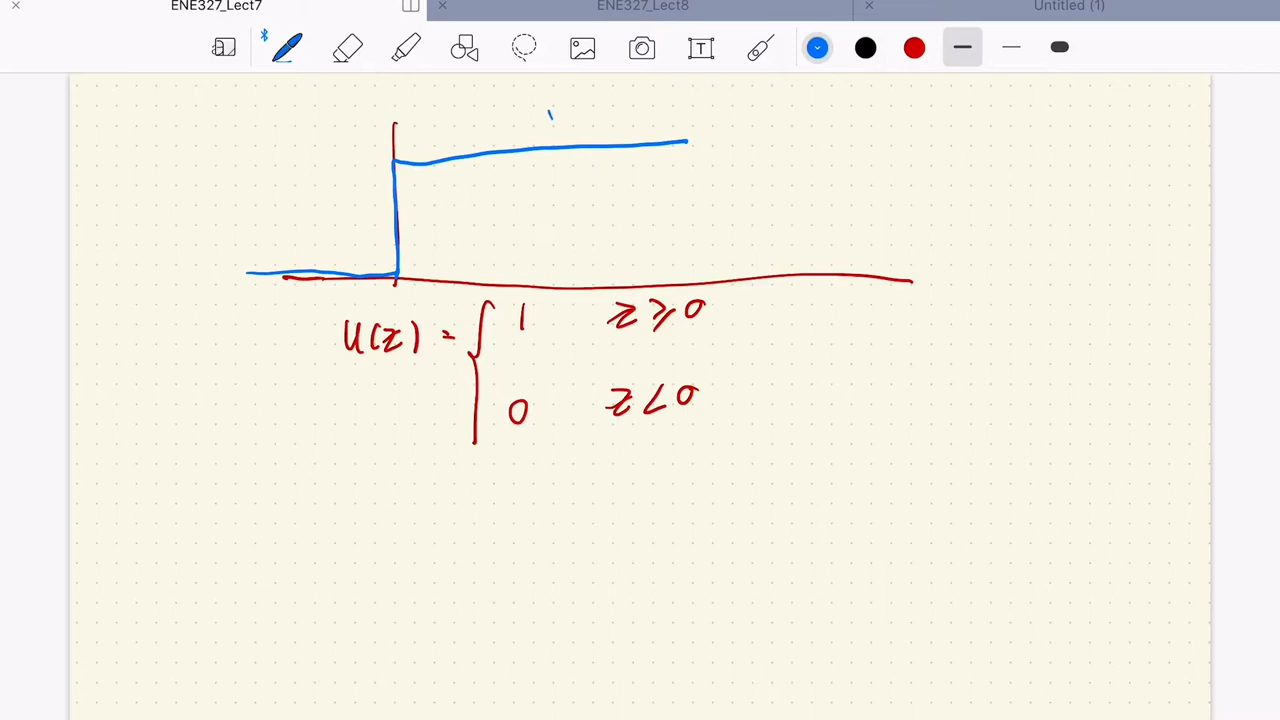 ENE327_Lect7
ENE327_Lect8
Untitled (1)
T
u(z) = { 1 z ≥ 0
0 z < 0